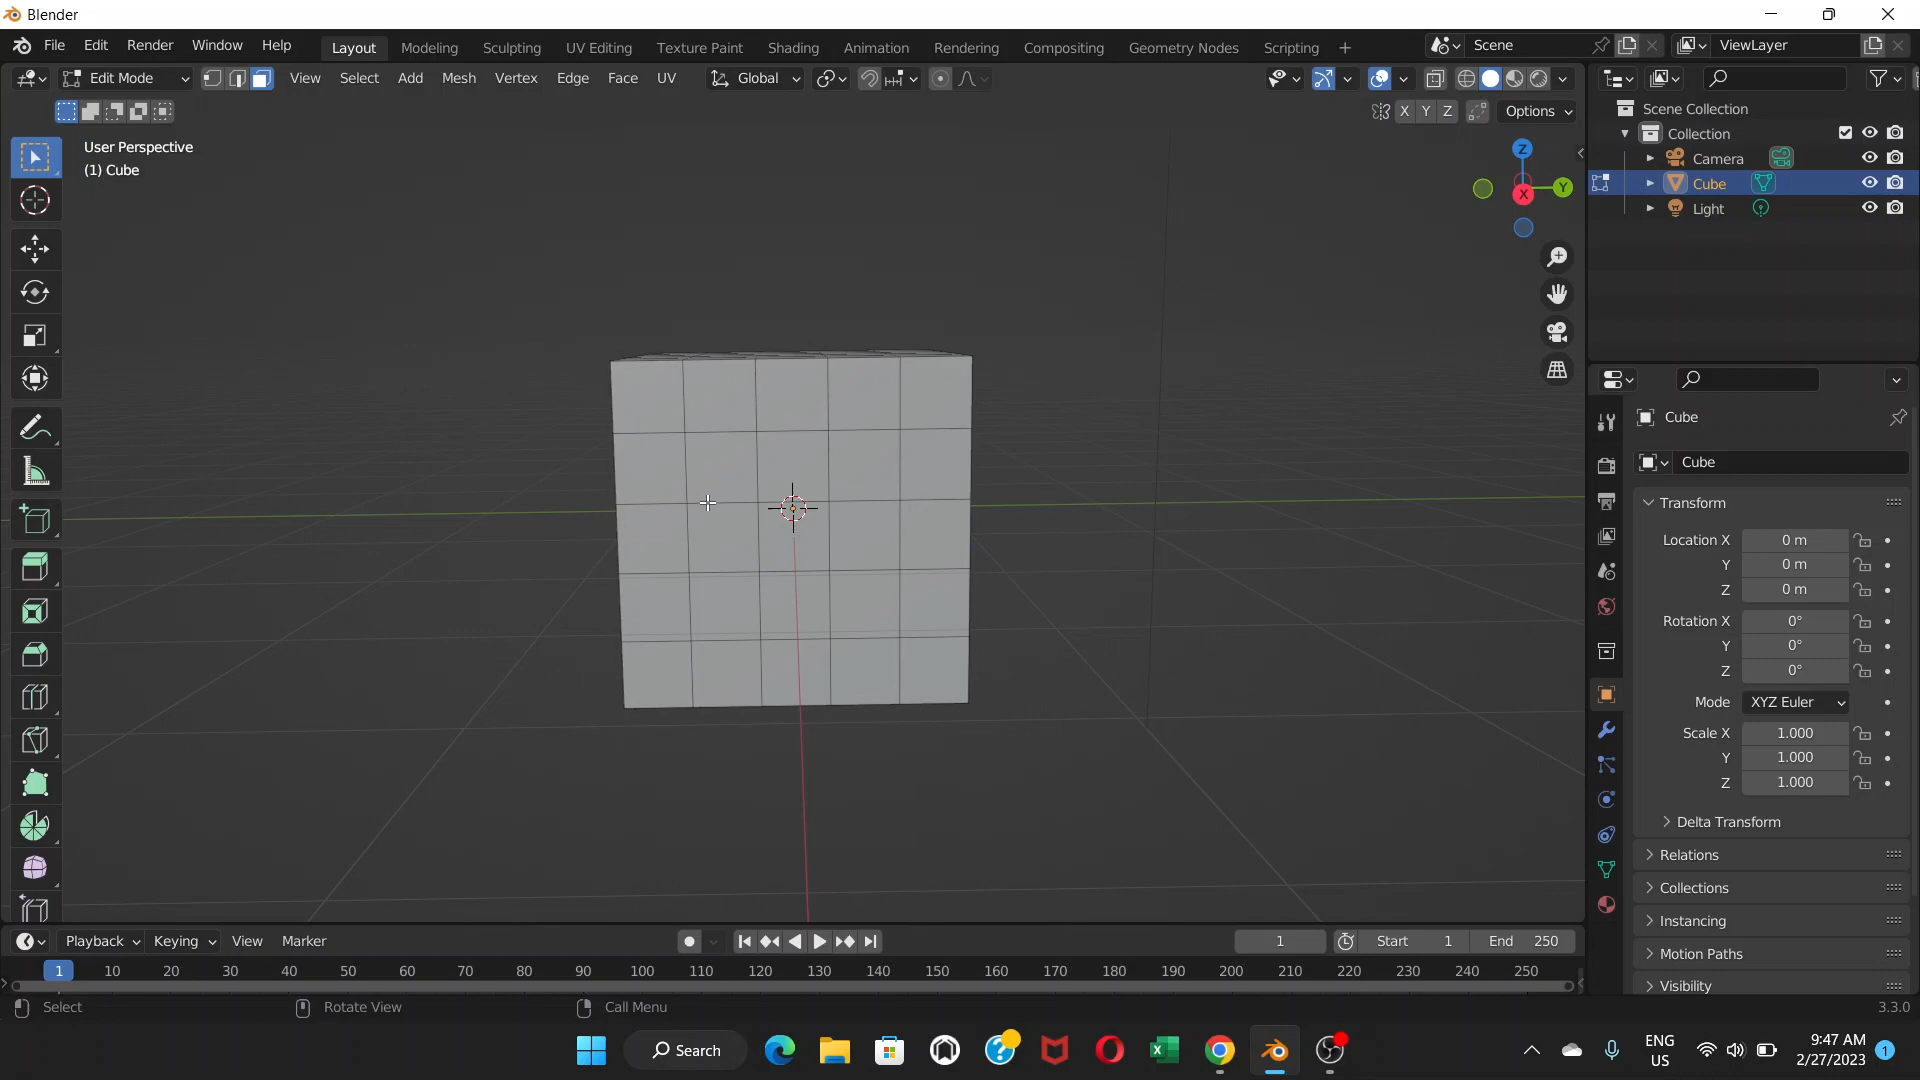 Blender
File Edit Render Window Help Layout Modeling Sculpting UV Editing Texture Paint Shading Animation Rendering Compositing Geometry Nodes Scripting + Scene ViewLayer
Edit Mode View Select Add Mesh Vertex Edge Face UV Global
X Y Z Options
User Perspective
(1) Cube
Z
Y
X
Scene Collection
Collection
Camera
Cube
Light
Cube
Cube
Transform
Location X 0 m
Y 0 m
Z 0 m
Rotation X 0°
Y 0°
Z 0°
Mode XYZ Euler
Scale X 1.000
Y 1.000
Z 1.000
Delta Transform
Relations
Collections
Instancing
Motion Paths
Visibility
Playback Keying View Marker 1 Start 1 End 250
1 10 20 30 40 50 60 70 80 90 100 110 120 130 140 150 160 170 180 190 200 210 220 230 240 250
Select Rotate View Call Menu 3.3.0
Search
ENG
US
9:47 AM
2/27/2023
1